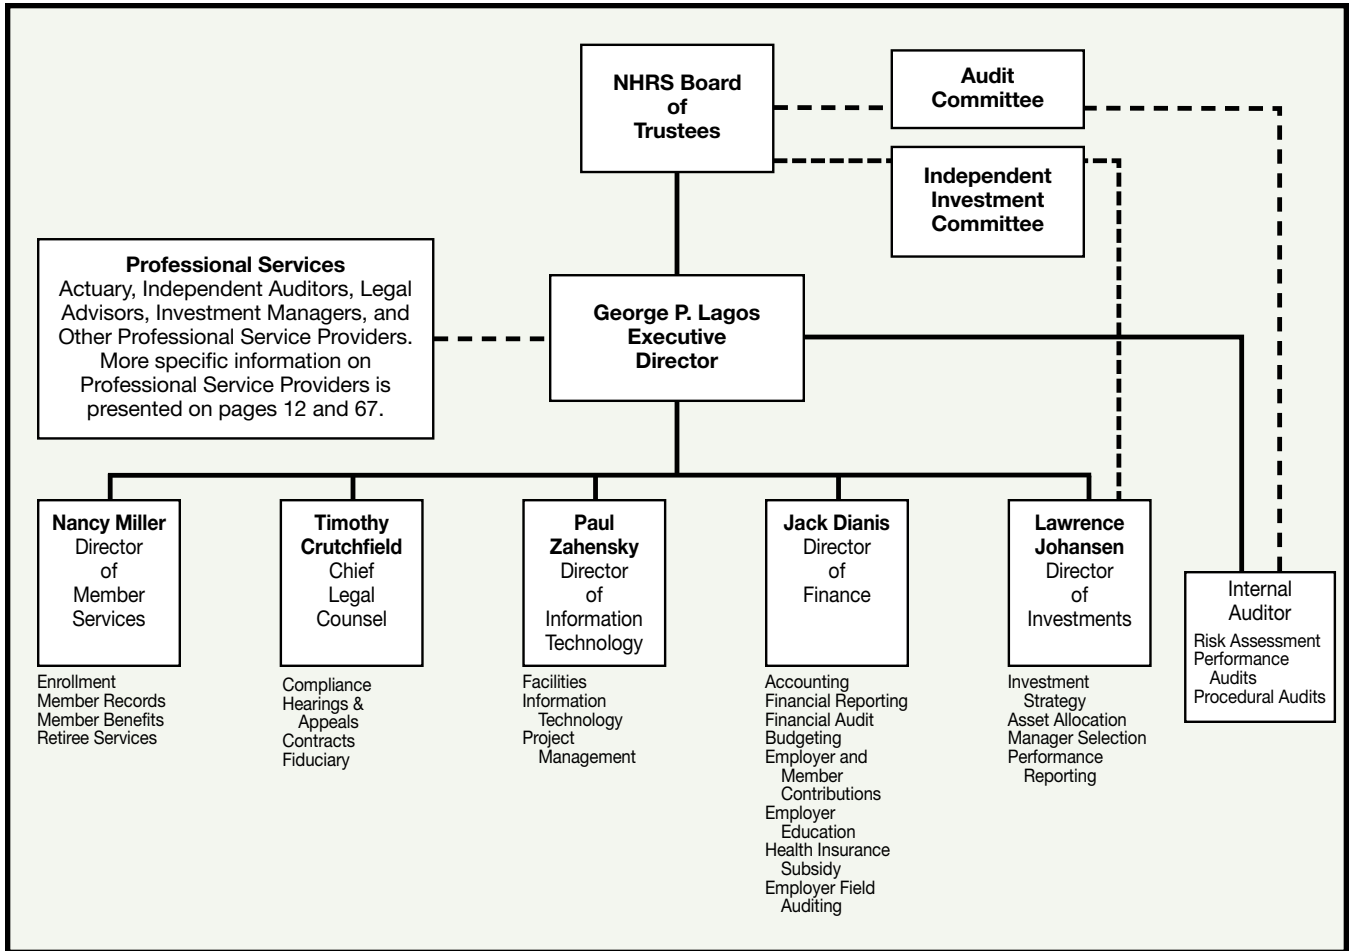 NHRS Board
of
Trustees
Audit
Committee
Independent
Investment
Committee
Professional Services
Actuary, Independent Auditors, Legal
Advisors, Investment Managers, and
Other Professional Service Providers.
More specific information on
Professional Service Providers is
presented on pages 12 and 67.
George P. Lagos
Executive
Director
Nancy Miller
Director
of
Member
Services
Enrollment
Member Records
Member Benefits
Retiree Services
Timothy
Crutchfield
Chief
Legal
Counsel
Compliance
Hearings &
Appeals
Contracts
Fiduciary
Paul
Zahensky
Director
of
Information
Technology
Facilities
Information
Technology
Project
Management
Jack Dianis
Director
of
Finance
Accounting
Financial Reporting
Financial Audit
Budgeting
Employer and
Member
Contributions
Employer
Education
Health Insurance
Subsidy
Employer Field
Auditing
Lawrence
Johansen
Director
of
Investments
Investment
Strategy
Asset Allocation
Manager Selection
Performance
Reporting
Internal
Auditor
Risk Assessment
Performance
Audits
Procedural Audits